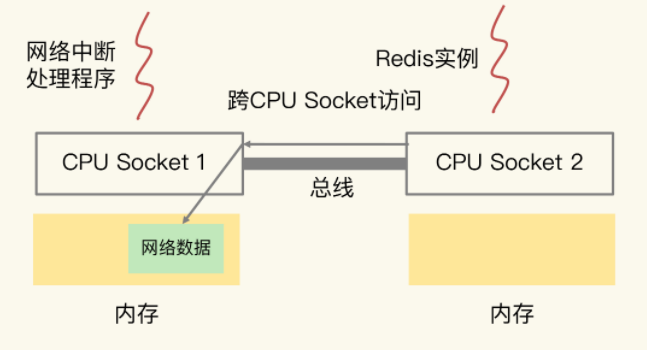 网络中断
处理程序
Redis实例
跨CPU Socket访问
CPU Socket 1
CPU Socket 2
总线
网络数据
内存
内存